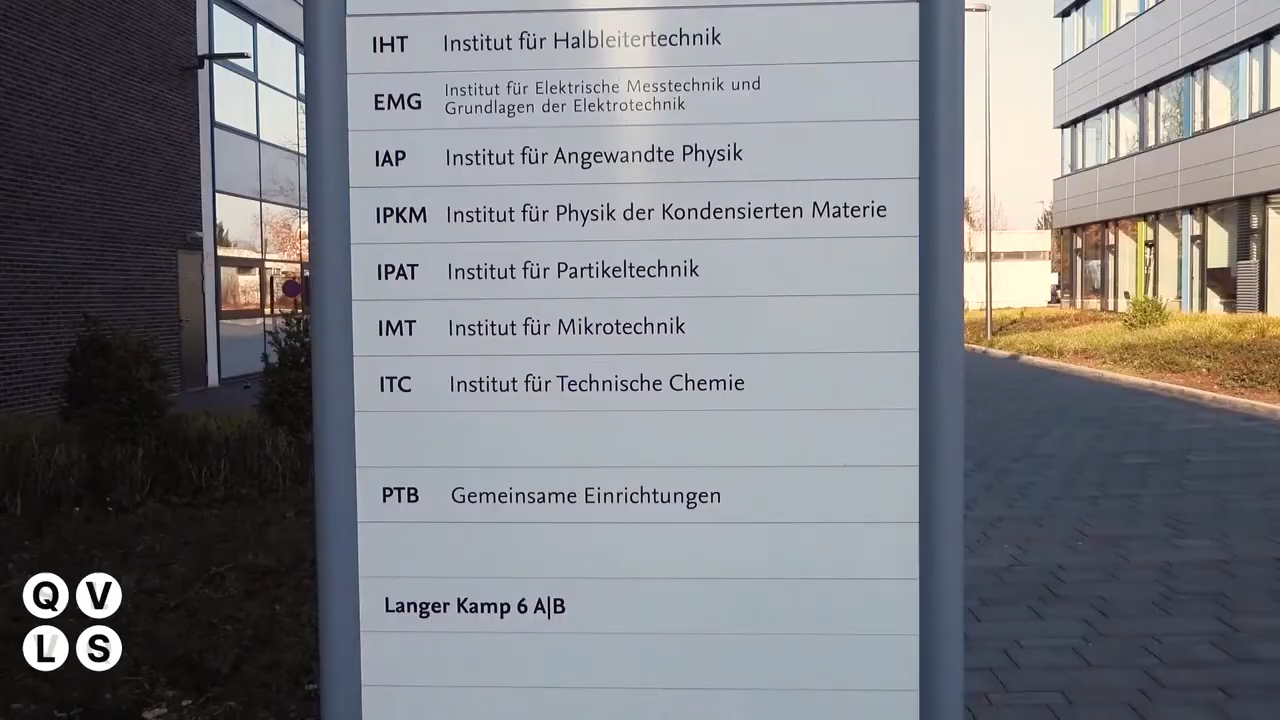 IHT Institut für Halbleitertechnik
EMG Institut für Elektrische Messtechnik und
Grundlagen der Elektrotechnik
IAP Institut für Angewandte Physik
IPKM Institut für Physik der Kondensierten Materie
IPAT Institut für Partikeltechnik
IMT Institut für Mikrotechnik
ITC Institut für Technische Chemie
PTB Gemeinsame Einrichtungen
Langer Kamp 6 A|B
Q V
L S